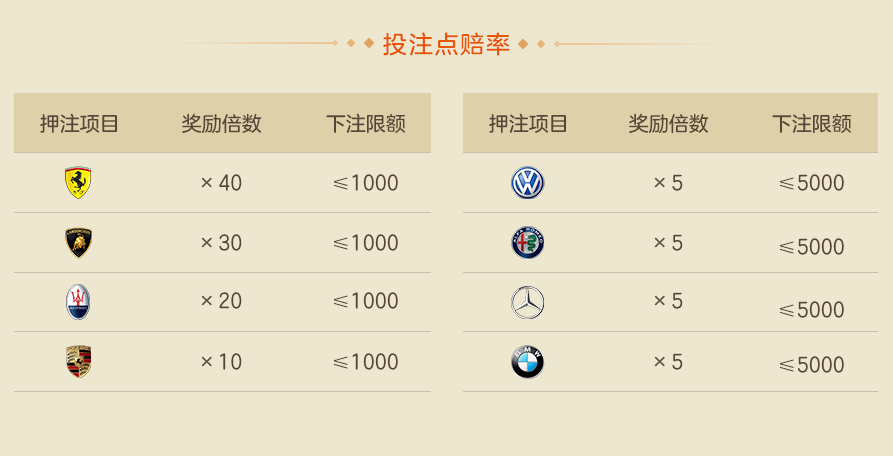 投注点赔率
押注项目 奖励倍数 下注限额
×40 ≤1000
×30 ≤1000
×20 ≤1000
×10 ≤1000
押注项目 奖励倍数 下注限额
×5 ≤5000
ALFA ROMEO ×5 ≤5000
×5 ≤5000
BMW ×5 ≤5000